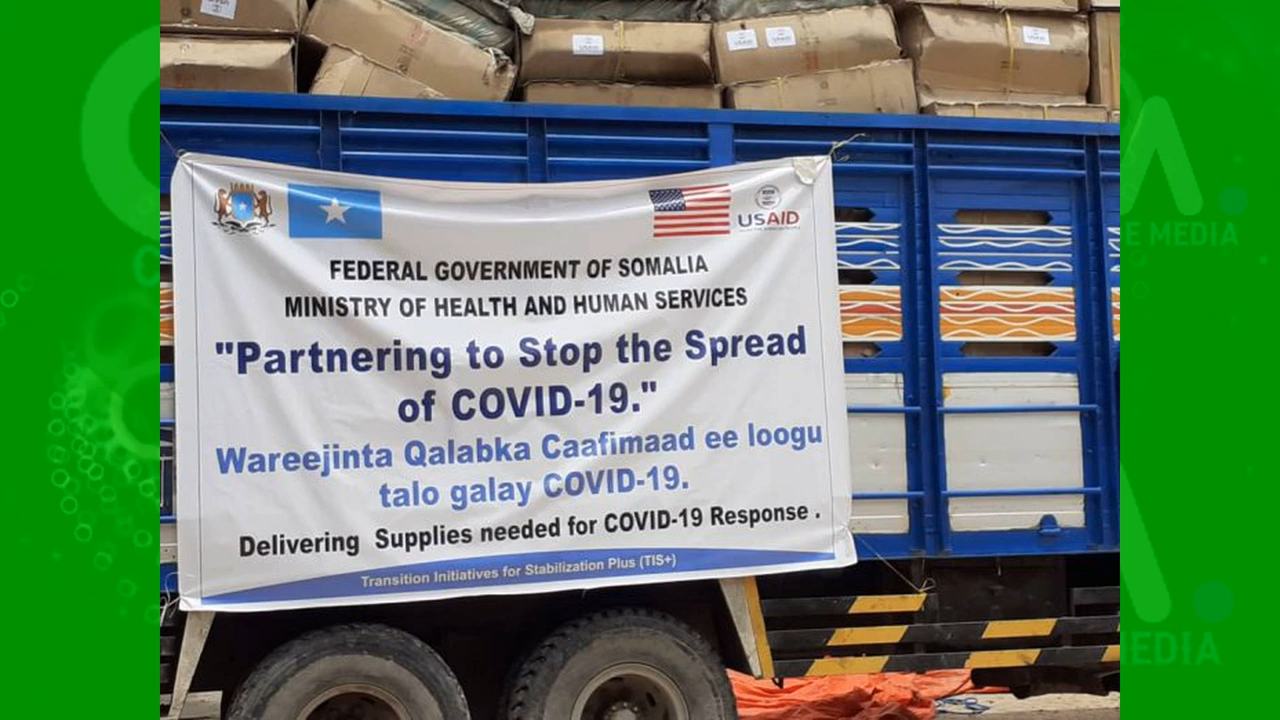 USAID
FEDERAL GOVERNMENT OF SOMALIA
MINISTRY OF HEALTH AND HUMAN SERVICES
"Partnering to Stop the Spread
of COVID-19."
Wareejinta Qalabka Caafimaad ee loogu
talo galay COVID-19.
Delivering Supplies needed for COVID-19 Response .
Transition Initiatives for Stabilization Plus (TIS+)
E MEDIA
EDIA